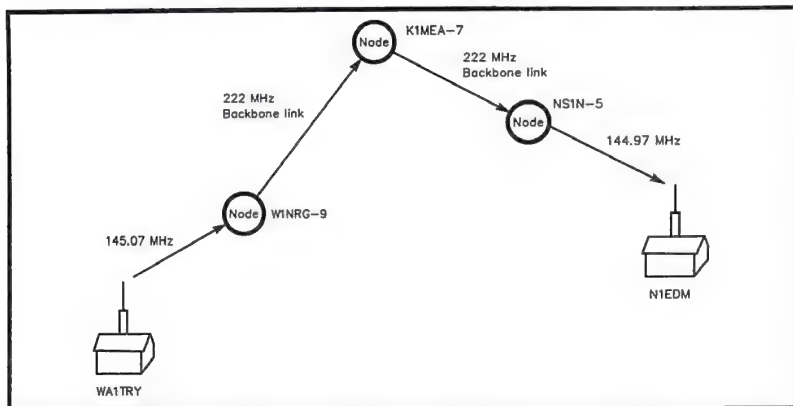 K1MEA-7
Node
222 MHz
Backbone link
222 MHz
Backbone link
NS1N-5
Node
144.97 MHz
Node
W1NRG-9
145.07 MHz
N1EDM
WA1TRY